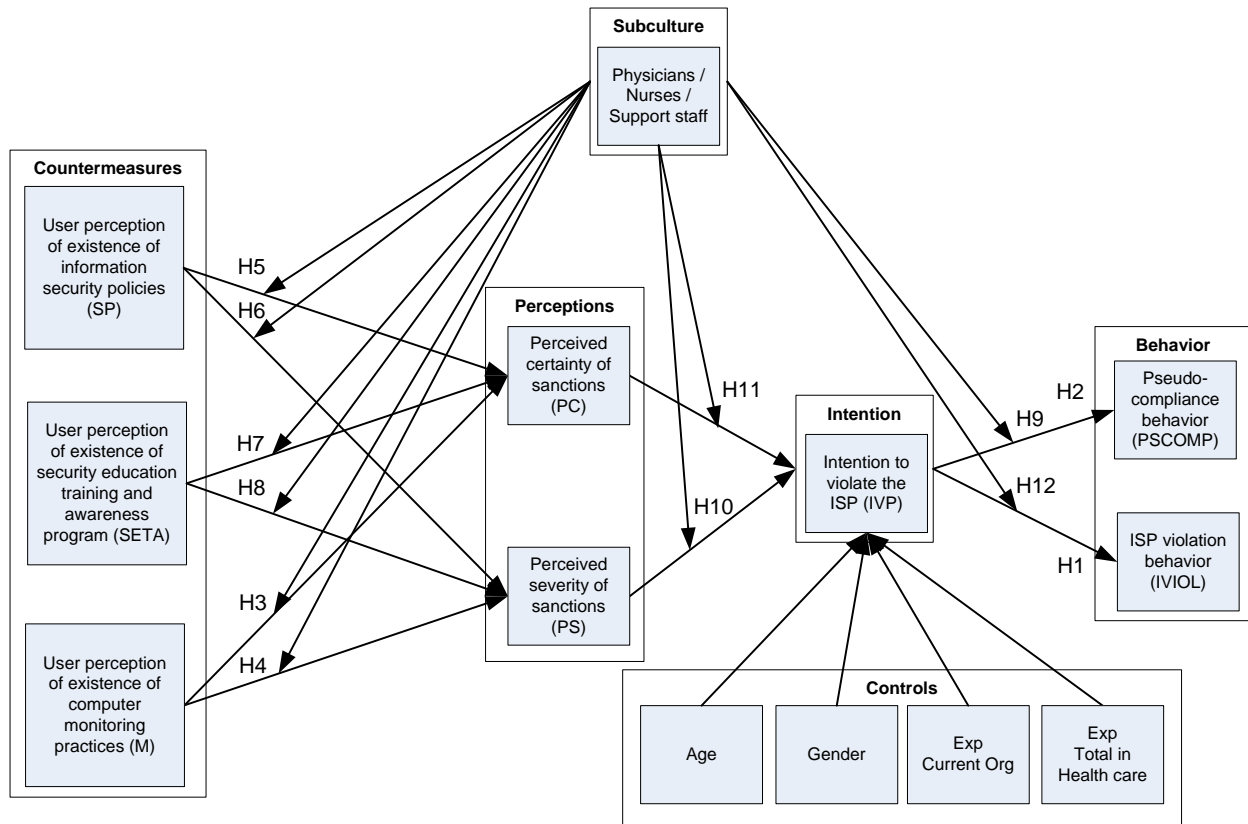 Subculture
Physicians /
Nurses /
Support staff
Countermeasures
User perception
of existence of
information
security policies
(SP)
User perception
of existence of
security education
training and
awareness
program (SETA)
User perception
of existence of
computer
monitoring
practices (M)
H5
H6
H7
H8
H3
H4
Perceptions
Perceived
certainty of
sanctions
(PC)
Perceived
severity of
sanctions
(PS)
H11
H10
Intention
Intention to
violate the
ISP (IVP)
H2
H9
H12
H1
Behavior
Pseudo-
compliance
behavior
(PSCOMP)
ISP violation
behavior
(IVIOL)
Controls
Age
Gender
Exp
Current Org
Exp
Total in
Health care